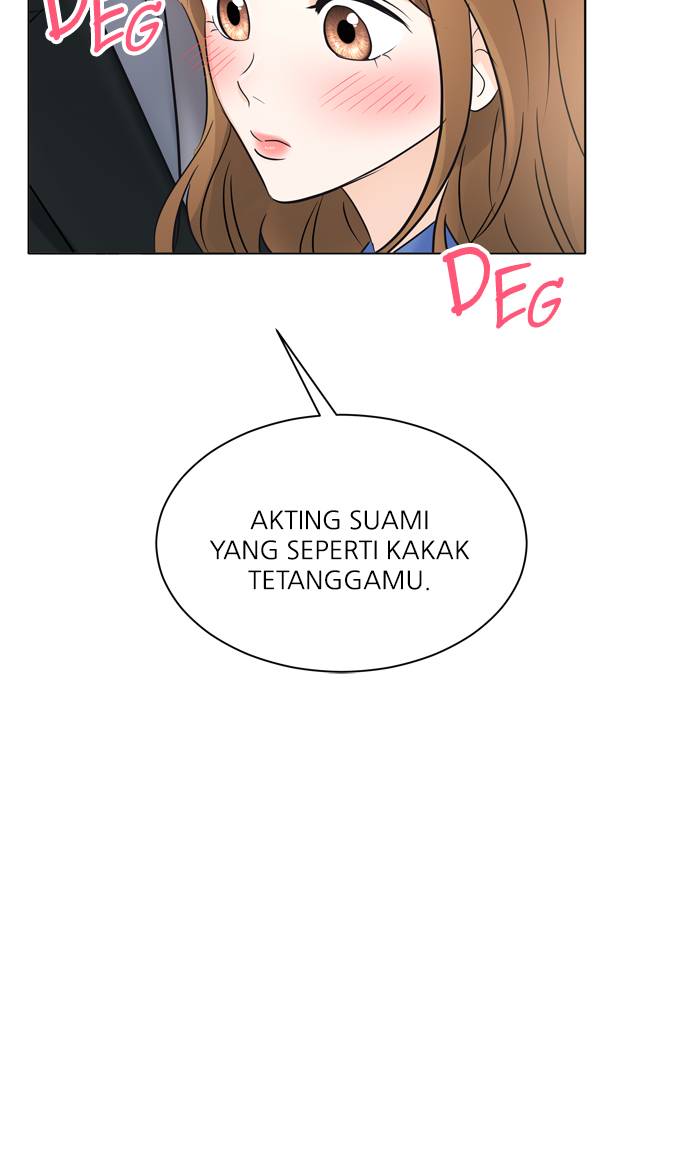 DEG
DEG
AKTING SUAMI
YANG SEPERTI KAKAK
TETANGGAMU.